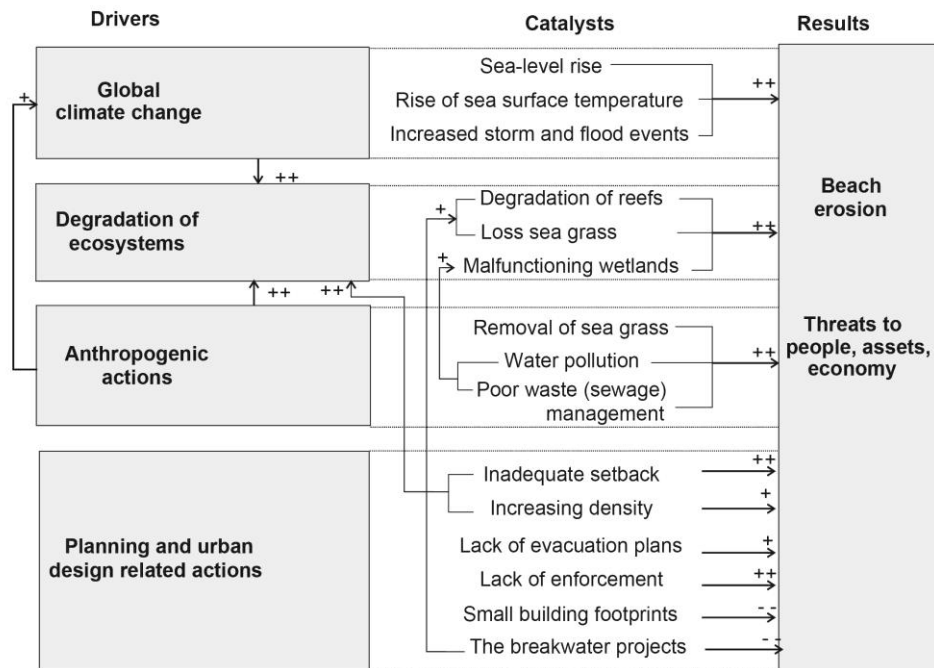 Drivers
Catalysts
Results
+
Global
climate change
Sea-level rise
Rise of sea surface temperature
Increased storm and flood events
++
++
Degradation of
ecosystems
+
Degradation of reefs
Loss sea grass
+
Malfunctioning wetlands
++
Beach
erosion
++
++
Anthropogenic
actions
Removal of sea grass
Water pollution
Poor waste (sewage)
management
++
Threats to
people, assets,
economy
Planning and urban
design related actions
Inadequate setback
++
Increasing density
+
Lack of evacuation plans
+
Lack of enforcement
++
Small building footprints
--
The breakwater projects
--